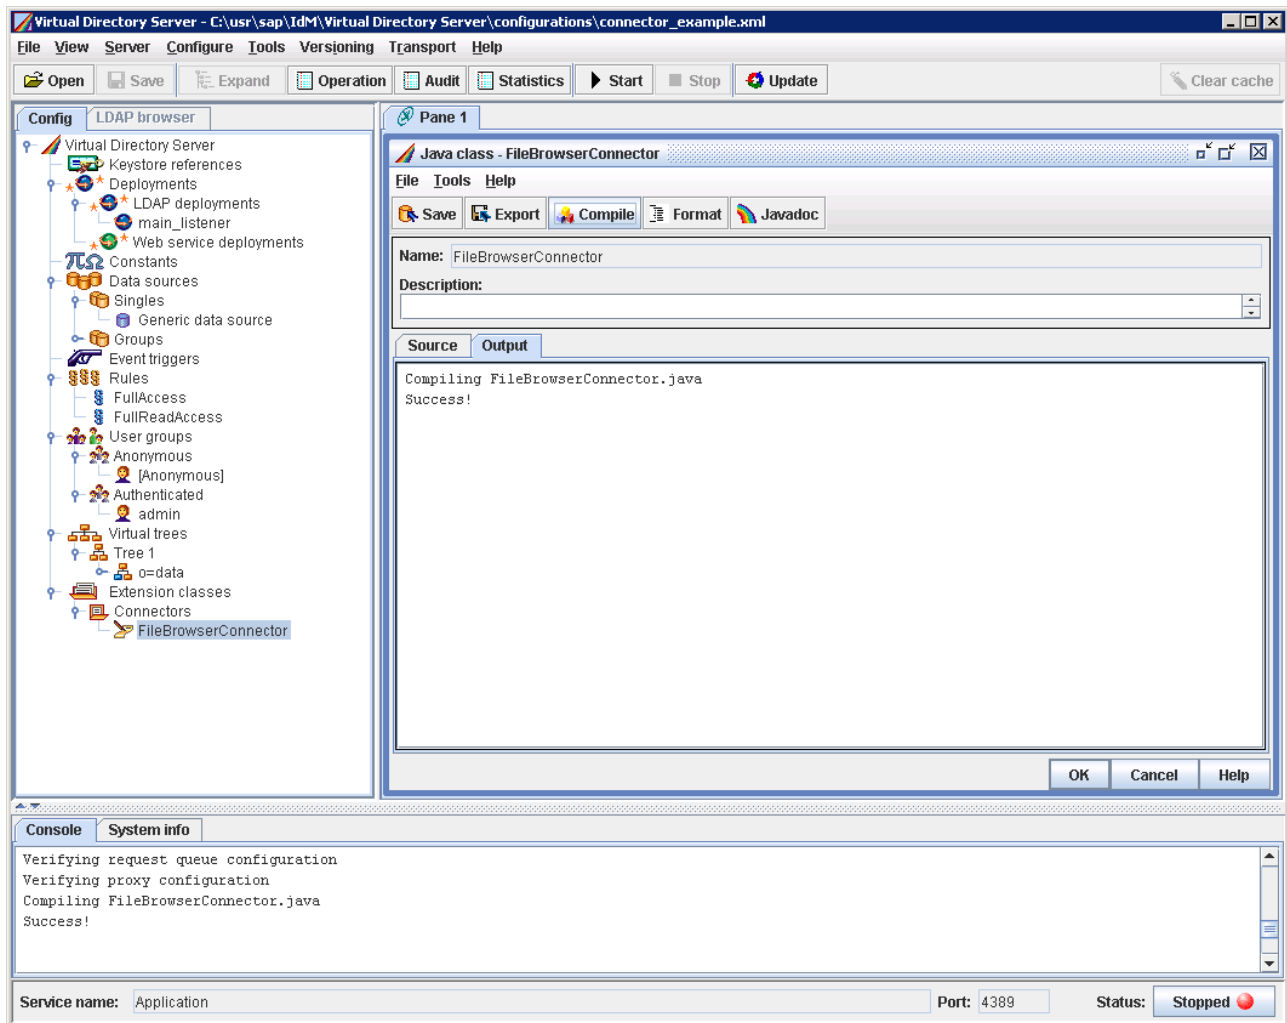 Virtual Directory Server - C:\usr\sap\IdM\Virtual Directory Server\configurations\connector_example.xml
File View Server Configure Tools Versioning Transport Help
Open Save Expand Operation Audit Statistics Start Stop Update Clear cache
Config LDAP browser
Virtual Directory Server
Keystore references
Deployments
LDAP deployments
main_listener
Web service deployments
Constants
Data sources
Singles
Generic data source
Groups
Event triggers
Rules
FullAccess
FullReadAccess
User groups
Anonymous
[Anonymous]
Authenticated
admin
Virtual trees
Tree 1
o=data
Extension classes
Connectors
FileBrowserConnector
Pane 1
Java class - FileBrowserConnector
File Tools Help
Save Export Compile Format Javadoc
Name: FileBrowserConnector
Description:
Source Output
Compiling FileBrowserConnector.java
Success!
OK Cancel Help
Console System info
Verifying request queue configuration
Verifying proxy configuration
Compiling FileBrowserConnector.java
Success!
Service name: Application Port: 4389 Status: Stopped